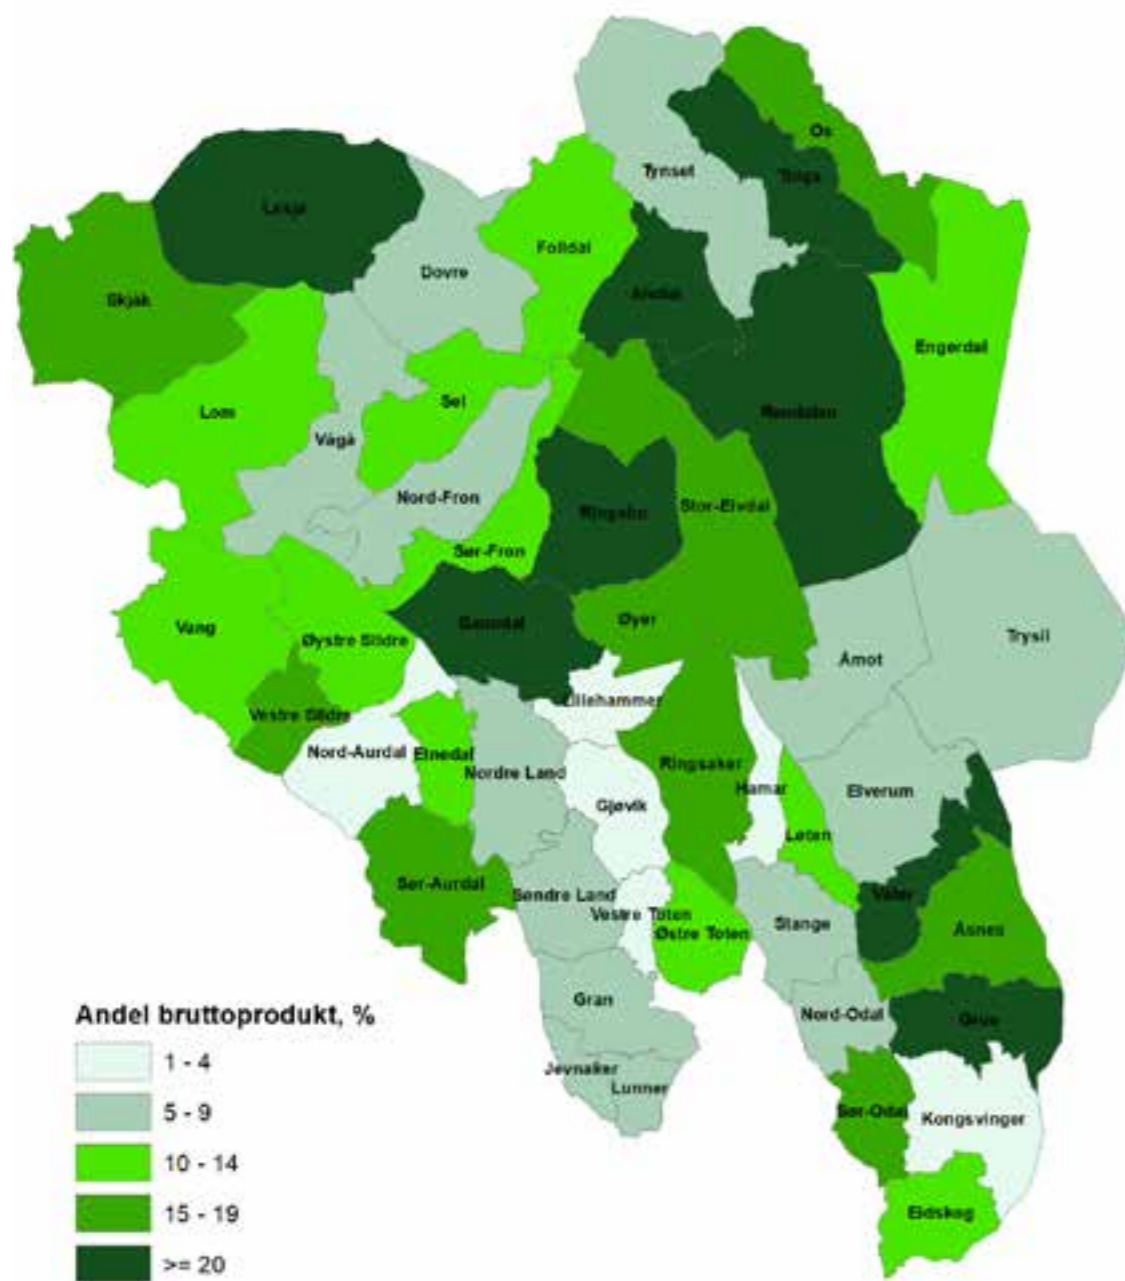 Os
Tynset
Tolga
Lesja
Folldal
Dovre
Alvdal
Skjåk
Engerdal
Sel
Lom
Rendalen
Vågå
Nord-Fron
Stor-Elvdal
Ringebu
Sør-Fron
Øyer
Gausdal
Vang
Trysil
Øystre Slidre
Åmot
Lillehammer
Vestre Slidre
Nord-Aurdal
Etnedal
Ringsaker
Nordre Land
Hamar
Elverum
Gjøvik
Løten
Sør-Aurdal
Søndre Land
Våler
Vestre Toten
Stange
Åsnes
Østre Toten
Gran
Nord-Odal
Grue
Jevnaker
Lunner
Sør-Odal
Kongsvinger
Eidskog
Andel bruttoprodukt, %
1 - 4
5 - 9
10 - 14
15 - 19
>= 20